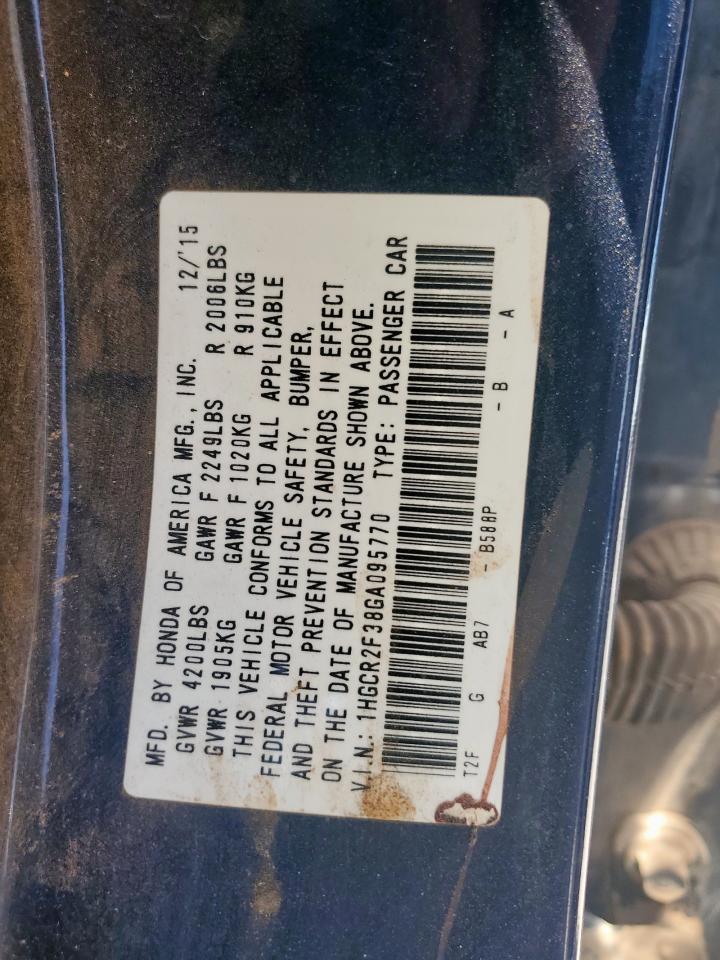 MFD. BY HONDA OF AMERICA MFG., INC. 12/'15
GVWR 4200LBS GAWR F 2249LBS R 2006LBS
GVWR 1905KG GAWR F 1020KG R 910KG
THIS VEHICLE CONFORMS TO ALL APPLICABLE
FEDERAL MOTOR VEHICLE SAFETY, BUMPER,
AND THEFT PREVENTION STANDARDS IN EFFECT
ON THE DATE OF MANUFACTURE SHOWN ABOVE.
V.I.N.: 1HGCR2F38GA095770 TYPE: PASSENGER CAR
T2F G AB7 - B588P - B - A